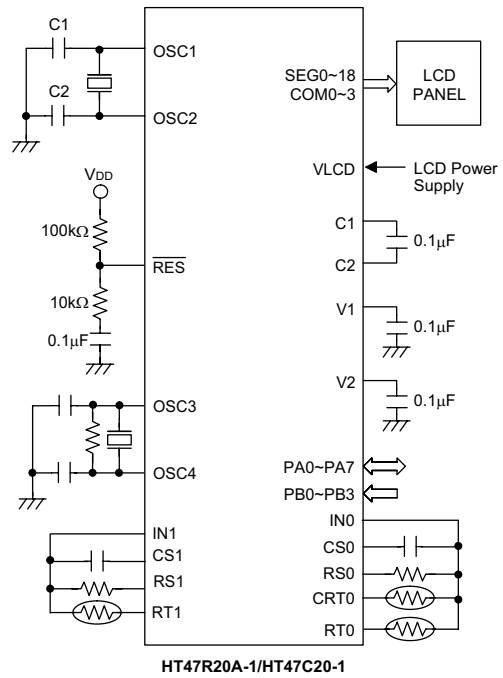 C1
OSC1
C2
OSC2
VDD
100kΩ
RES
10kΩ
0.1μF
OSC3
OSC4
IN1
CS1
RS1
RT1
SEG0~18
COM0~3
LCD
PANEL
VLCD
LCD Power
Supply
C1
0.1μF
C2
V1
0.1μF
V2
0.1μF
PA0~PA7
PB0~PB3
IN0
CS0
RS0
CRT0
RT0
HT47R20A-1/HT47C20-1